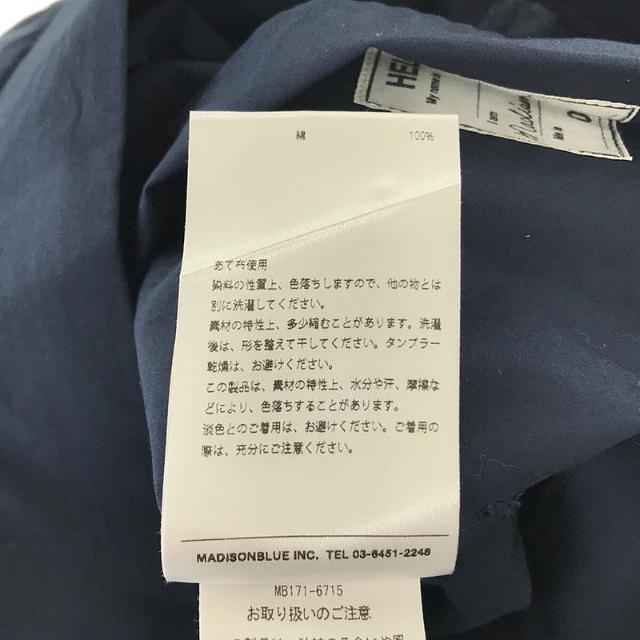 HEL
My name is
I am
Size is
0
綿 100%
あて布使用
染料の性質上、色落ちしますので、他の物とは
別に洗濯してください。
素材の特性上、多少縮むことがあります。洗濯
後は、形を整えて干してください。タンブラー
乾燥は、お避けください。
この製品は、素材の特性上、水分や汗、摩擦な
どにより、色落ちすることがあります。
淡色とのご着用は、お避けください。ご着用の
際は、充分にご注意ください。
MADISONBLUE INC. TEL 03-6451-2248
MB171-6715
お取り扱いのご注意